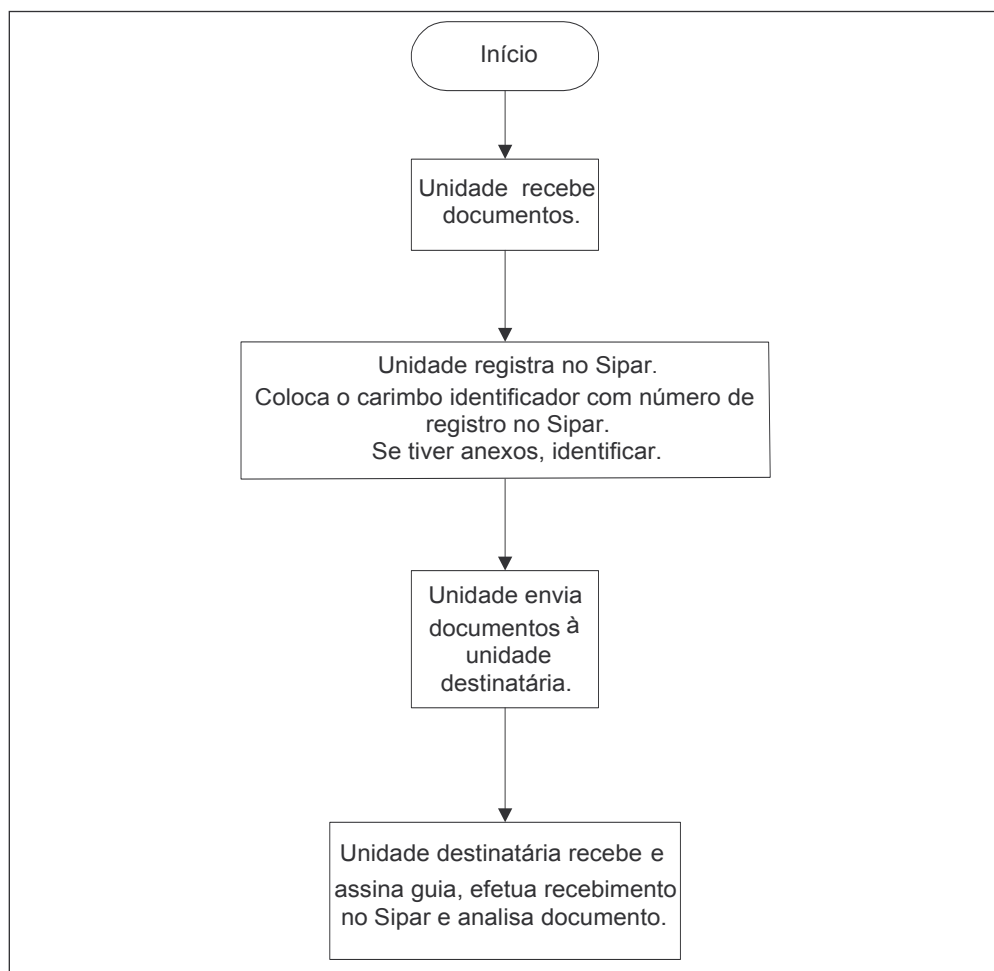 Início
Unidade recebe
documentos.
Unidade registra no Sipar.
Coloca o carimbo identificador com número de
registro no Sipar.
Se tiver anexos, identificar.
Unidade envia
documentos à
unidade
destinatária.
Unidade destinatária recebe e
assina guia, efetua recebimento
no Sipar e analisa documento.